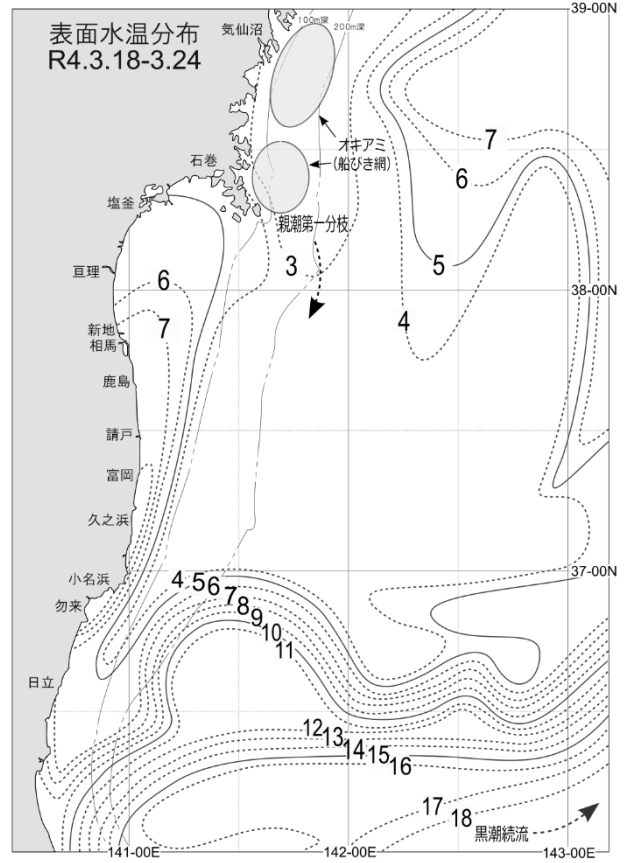 表面水温分布
R4.3.18-3.24
39-00N
気仙沼
100m深
200m深
7
オキアミ
(船びき網)
6
石巻
塩釜
親潮第一分枝
3
5
亘理
6
38-00N
4
7
新地
相馬
鹿島
請戸
富岡
久之浜
小名浜
37-00N
4
5
6
7
8
9
10
11
勿来
日立
12
13
14
15
16
17
18
黒潮続流
141-00E
142-00E
143-00E